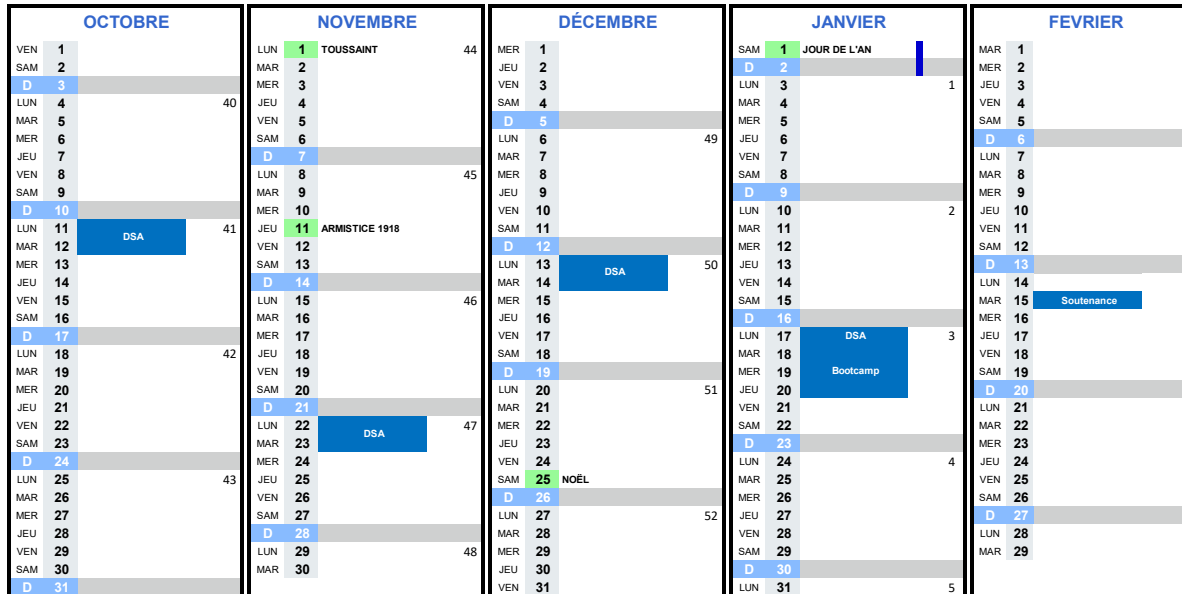 OCTOBRE
VEN 1
SAM 2
D 3
LUN 4 40
MAR 5
MER 6
JEU 7
VEN 8
SAM 9
D 10
LUN 11 41
DSA
MAR 12
MER 13
JEU 14
VEN 15
SAM 16
D 17
LUN 18 42
MAR 19
MER 20
JEU 21
VEN 22
SAM 23
D 24
LUN 25 43
MAR 26
MER 27
JEU 28
VEN 29
SAM 30
D 31
NOVEMBRE
LUN 1 TOUSSAINT 44
MAR 2
MER 3
JEU 4
VEN 5
SAM 6
D 7
LUN 8 45
MAR 9
MER 10
JEU 11 ARMISTICE 1918
VEN 12
SAM 13
D 14
LUN 15 46
MAR 16
MER 17
JEU 18
VEN 19
SAM 20
D 21
LUN 22 47
DSA
MAR 23
MER 24
JEU 25
VEN 26
SAM 27
D 28
LUN 29 48
MAR 30
DÉCEMBRE
MER 1
JEU 2
VEN 3
SAM 4
D 5
LUN 6 49
MAR 7
MER 8
JEU 9
VEN 10
SAM 11
D 12
LUN 13 50
DSA
MAR 14
MER 15
JEU 16
VEN 17
SAM 18
D 19
LUN 20 51
MAR 21
MER 22
JEU 23
VEN 24
SAM 25 NOËL
D 26
LUN 27 52
MAR 28
MER 29
JEU 30
VEN 31
JANVIER
SAM 1 JOUR DE L'AN
D 2
LUN 3 1
MAR 4
MER 5
JEU 6
VEN 7
SAM 8
D 9
LUN 10 2
MAR 11
MER 12
JEU 13
VEN 14
SAM 15
D 16
LUN 17 DSA 3
MAR 18
MER 19 Bootcamp
JEU 20
VEN 21
SAM 22
D 23
LUN 24 4
MAR 25
MER 26
JEU 27
VEN 28
SAM 29
D 30
LUN 31 5
FEVRIER
MAR 1
MER 2
JEU 3
VEN 4
SAM 5
D 6
LUN 7
MAR 8
MER 9
JEU 10
VEN 11
SAM 12
D 13
LUN 14
MAR 15 Soutenance
MER 16
JEU 17
VEN 18
SAM 19
D 20
LUN 21
MAR 22
MER 23
JEU 24
VEN 25
SAM 26
D 27
LUN 28
MAR 29